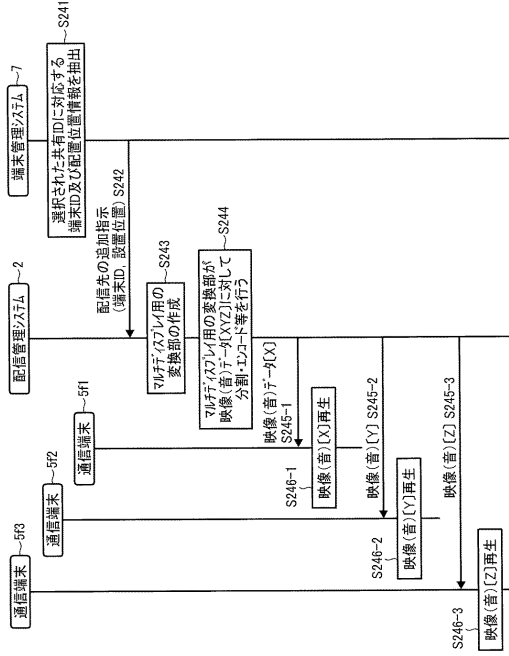 通信端末
5f3
通信端末
5f2
通信端末
5f1
配信管理システム
2
端末管理システム
7
選択された共有IDに対応する
端末ID及び配置位置情報を抽出
S241
配信先の追加指示
(端末ID, 設置位置) S242
マルチディスプレイ用の
変換部の作成
S243
マルチディスプレイ用の変換部が
映像(音)データ[XYZ]に対して
分割・エンコード等を行う
S244
映像(音)データ[X]
S245-1
映像(音)[X]再生
S246-1
映像(音)[Y] S245-2
映像(音)[Y]再生
S246-2
映像(音)[Z] S245-3
映像(音)[Z]再生
S246-3